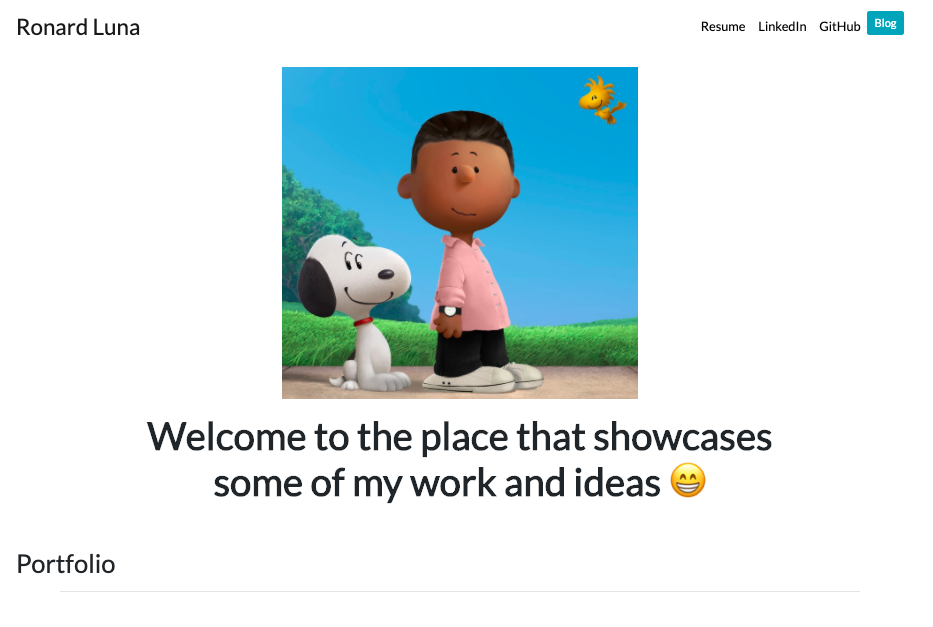 Ronard Luna
Resume LinkedIn GitHub Blog
Welcome to the place that showcases
some of my work and ideas 😁
Portfolio